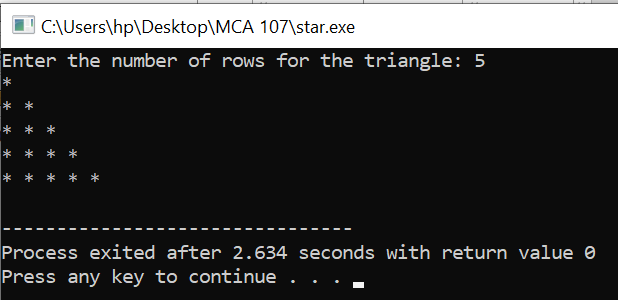 C:\Users\hp\Desktop\MCA 107\star.exe
Enter the number of rows for the triangle: 5
*
* *
* * *
* * * *
* * * * *
--------------------------------
Process exited after 2.634 seconds with return value 0
Press any key to continue . . .